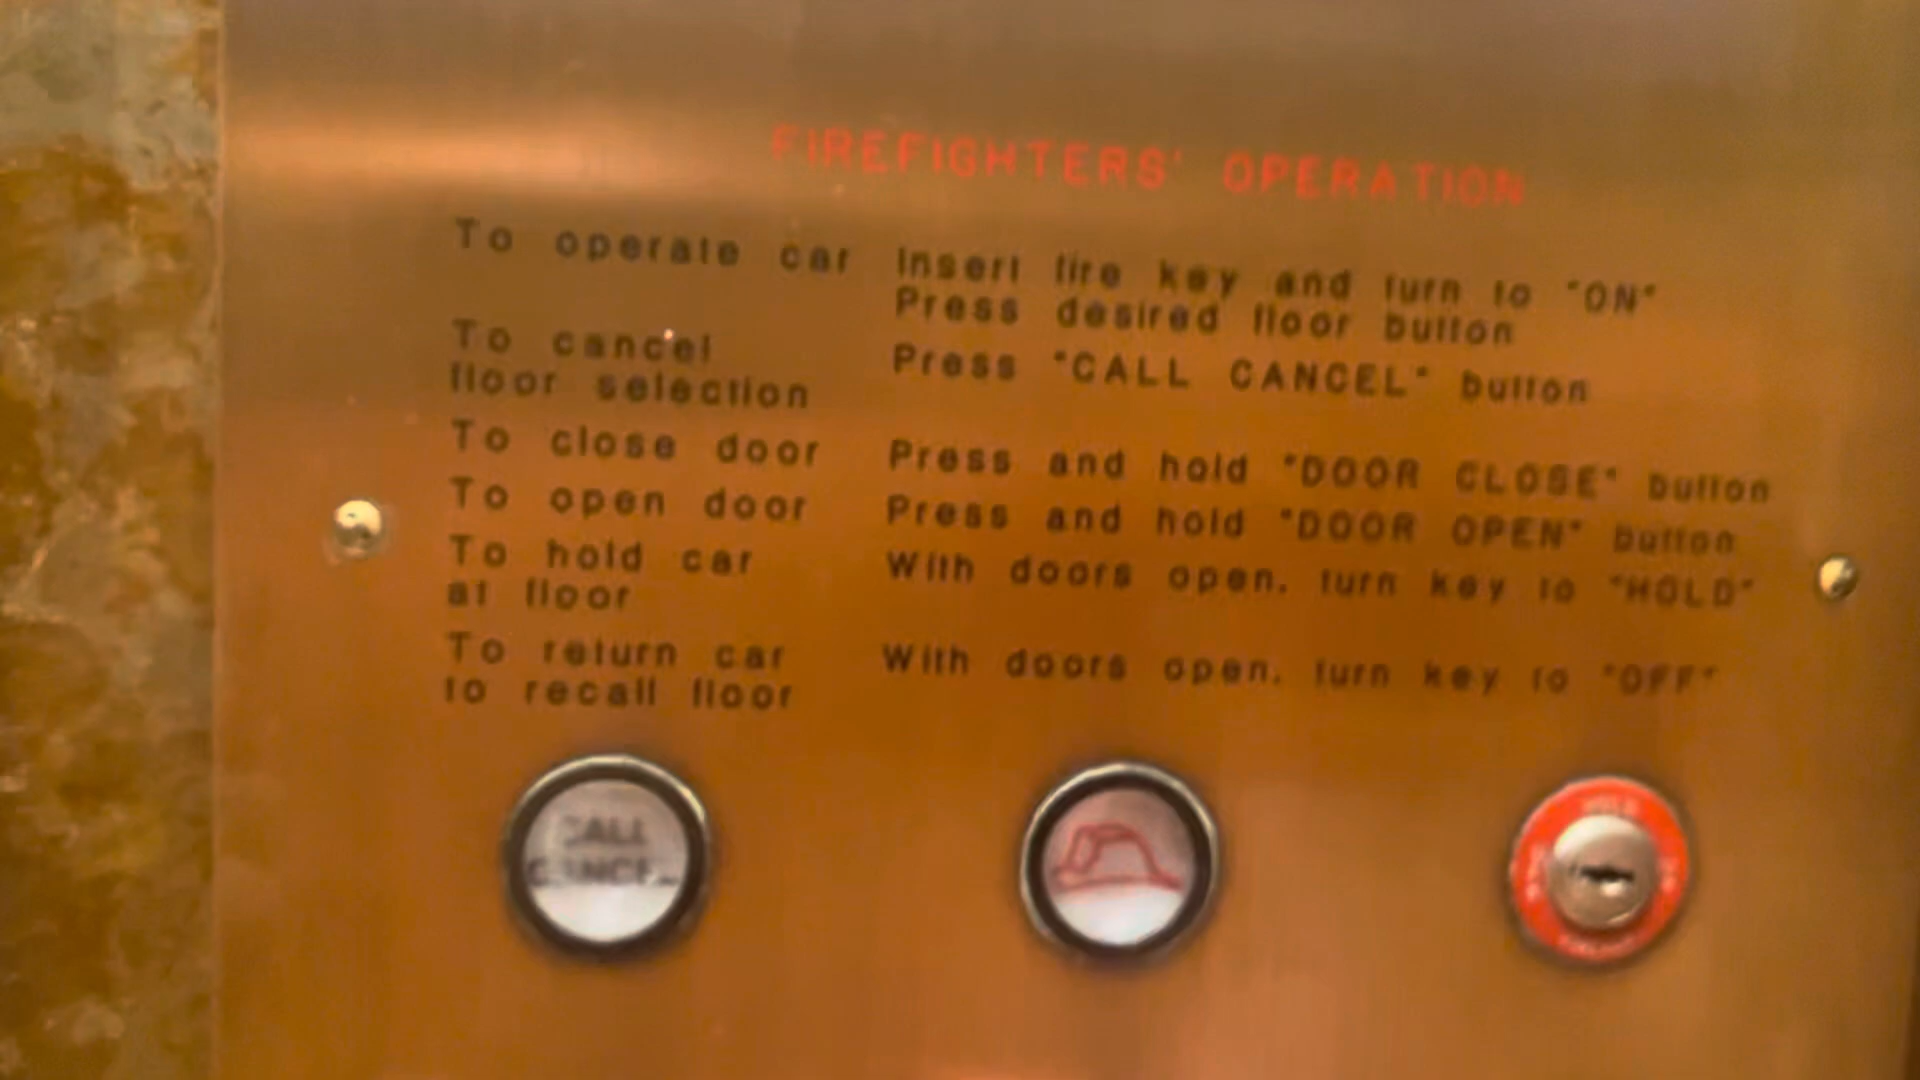 FIREFIGHTERS' OPERATION
To operate car Insert fire key and turn to "ON"
Press desired floor button
To cancel
floor selection
Press "CALL CANCEL" button
To close door Press and hold "DOOR CLOSE" button
To open door Press and hold "DOOR OPEN" button
To hold car
at floor
With doors open, turn key to "HOLD"
To return car
to recall floor
With doors open, turn key to "OFF"
CALL
CANCEL
HOLD